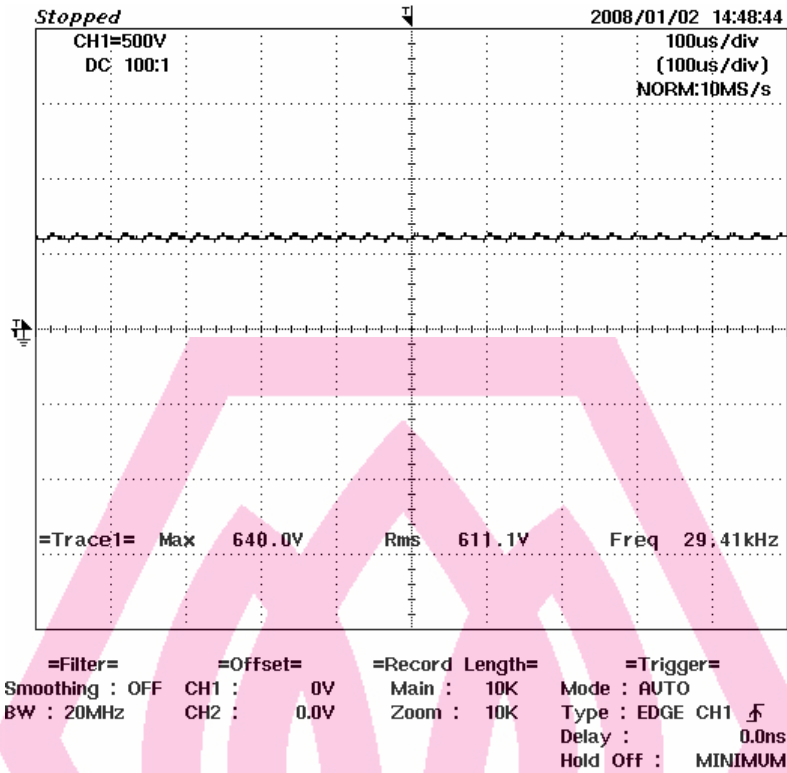 Stopped 2008/01/02 14:48:44
CH1=500V 100us/div
DC 100:1 (100us/div)
NORM:10MS/s
=Trace1= Max 640.0V Rms 611.1V Freq 29.41kHz
=Filter= =Offset= =Record Length= =Trigger=
Smoothing : OFF CH1 : 0V Main : 10K Mode : AUTO
BW : 20MHz CH2 : 0.0V Zoom : 10K Type : EDGE CH1
Delay : 0.0ns
Hold Off : MINIMUM